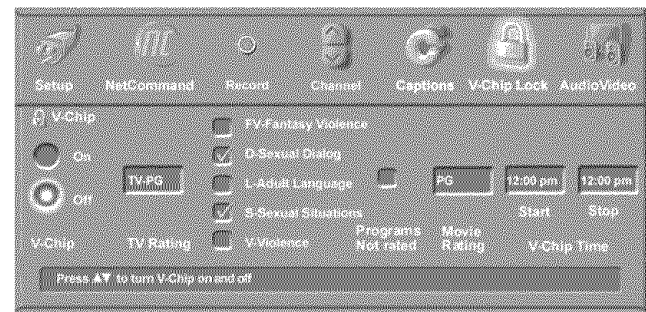 Setup NetCommand Record Channel Captions V-Chip Lock AudioVideo
V-Chip
On
Off
V-Chip
TV-PG
TV Rating
FV-Fantasy Violence
D-Sexual Dialog
L-Adult Language
S-Sexual Situations
V-Violence
Programs
Not rated
PG
Movie
Rating
12:00 pm 12:00 pm
Start Stop
V-Chip Time
Press ▲▼ to turn V-Chip on and off